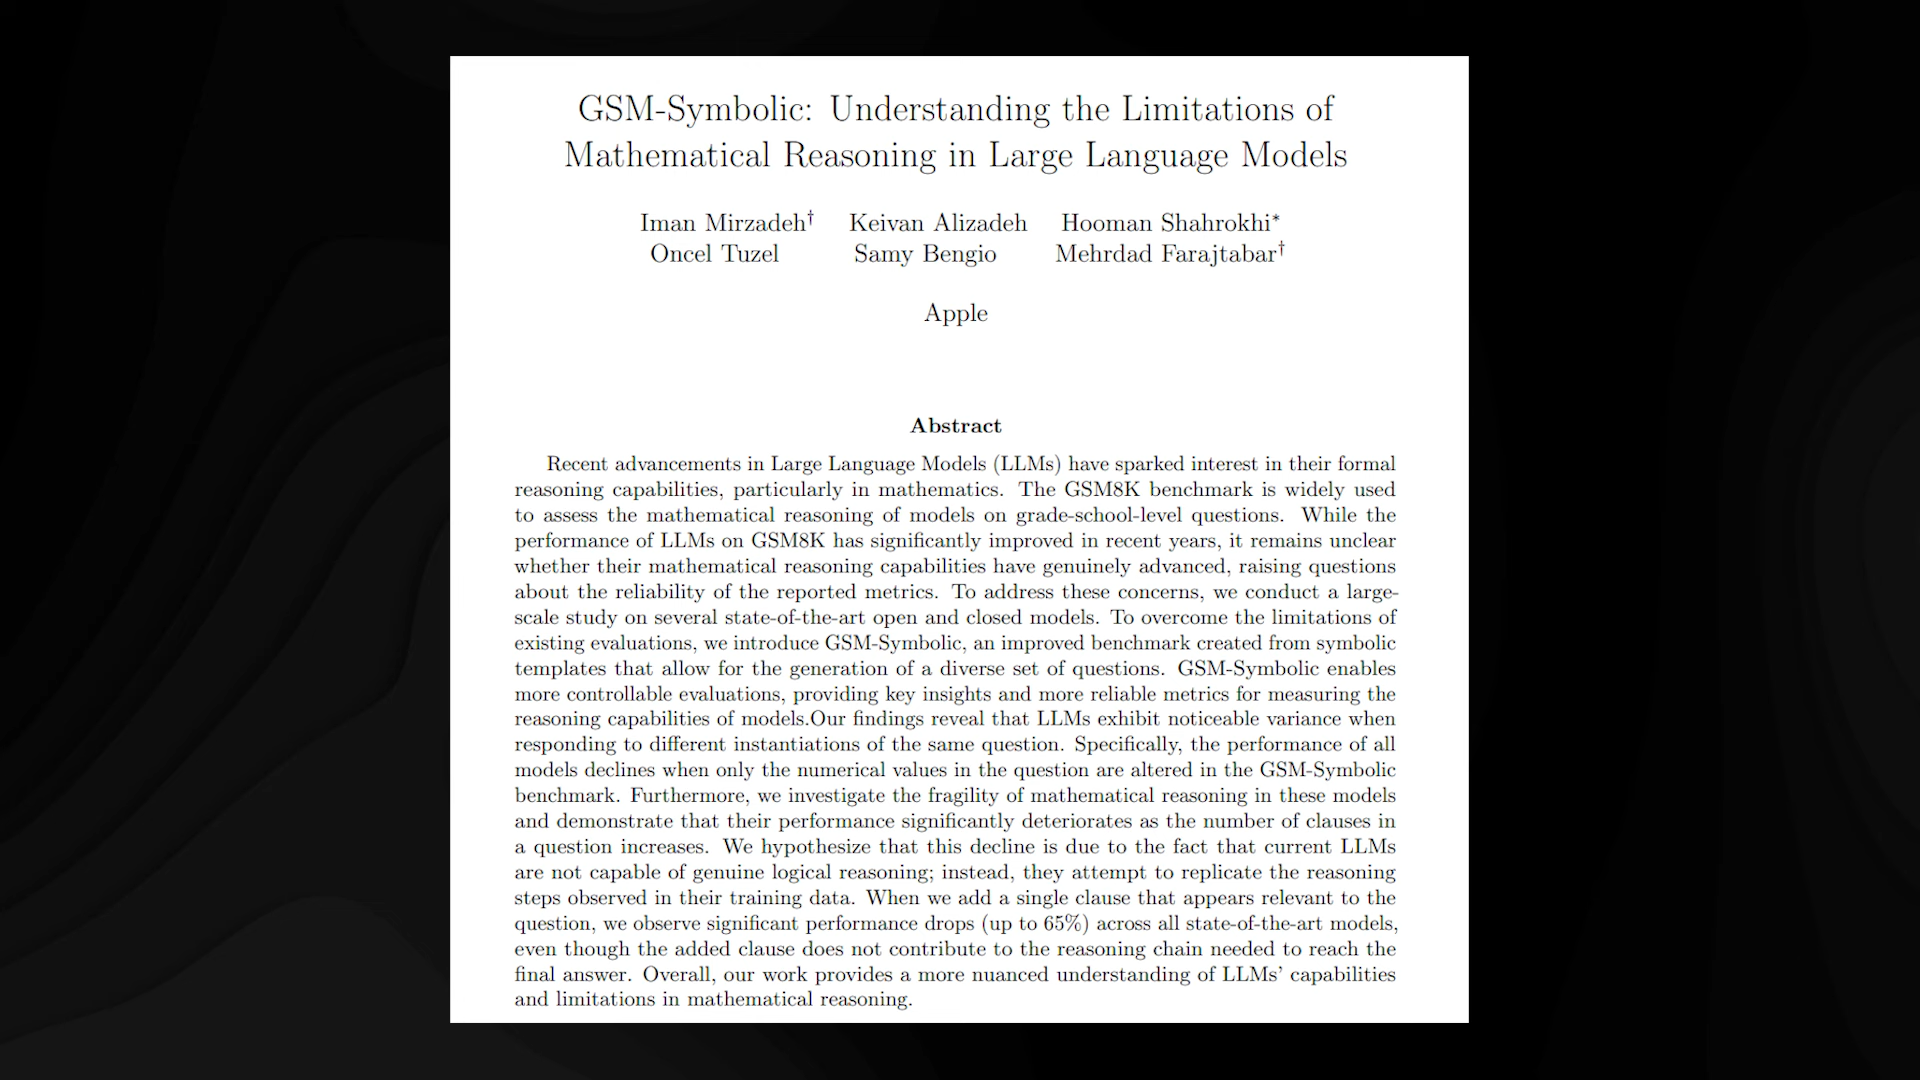 GSM-Symbolic: Understanding the Limitations of
Mathematical Reasoning in Large Language Models
Iman Mirzadeh† Keivan Alizadeh Hooman Shahrokhi*
Oncel Tuzel Samy Bengio Mehrdad Farajtabar†
Apple
Abstract
Recent advancements in Large Language Models (LLMs) have sparked interest in their formal
reasoning capabilities, particularly in mathematics. The GSM8K benchmark is widely used
to assess the mathematical reasoning of models on grade-school-level questions. While the
performance of LLMs on GSM8K has significantly improved in recent years, it remains unclear
whether their mathematical reasoning capabilities have genuinely advanced, raising questions
about the reliability of the reported metrics. To address these concerns, we conduct a large-
scale study on several state-of-the-art open and closed models. To overcome the limitations of
existing evaluations, we introduce GSM-Symbolic, an improved benchmark created from symbolic
templates that allow for the generation of a diverse set of questions. GSM-Symbolic enables
more controllable evaluations, providing key insights and more reliable metrics for measuring the
reasoning capabilities of models.Our findings reveal that LLMs exhibit noticeable variance when
responding to different instantiations of the same question. Specifically, the performance of all
models declines when only the numerical values in the question are altered in the GSM-Symbolic
benchmark. Furthermore, we investigate the fragility of mathematical reasoning in these models
and demonstrate that their performance significantly deteriorates as the number of clauses in
a question increases. We hypothesize that this decline is due to the fact that current LLMs
are not capable of genuine logical reasoning; instead, they attempt to replicate the reasoning
steps observed in their training data. When we add a single clause that appears relevant to the
question, we observe significant performance drops (up to 65%) across all state-of-the-art models,
even though the added clause does not contribute to the reasoning chain needed to reach the
final answer. Overall, our work provides a more nuanced understanding of LLMs’ capabilities
and limitations in mathematical reasoning.